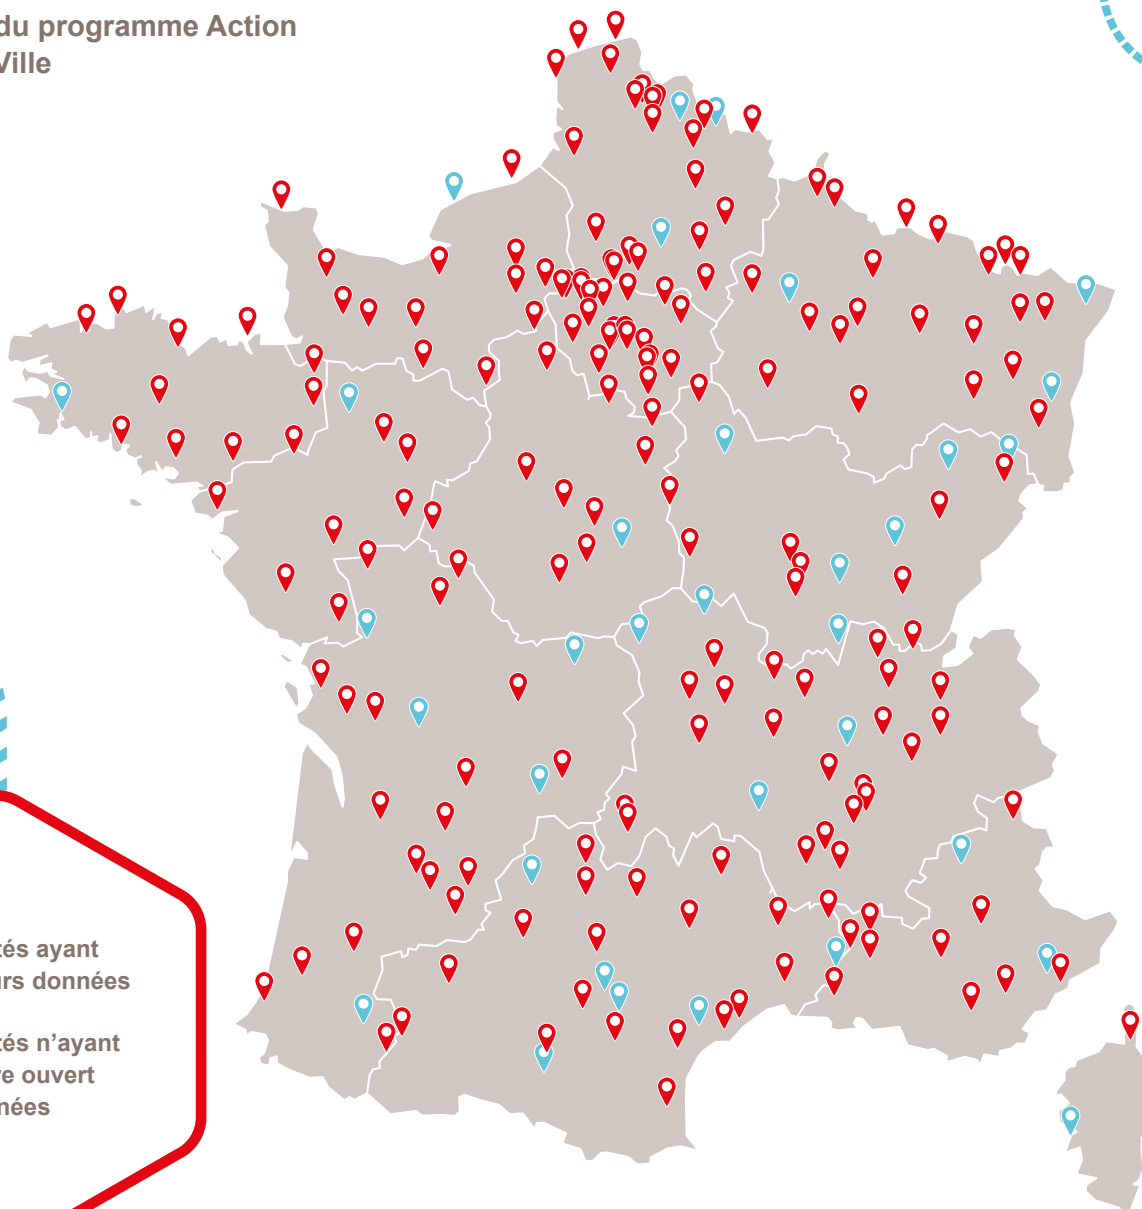 du programme Action
Ville
tés ayant
urs données
tés n'ayant
re ouvert
nées